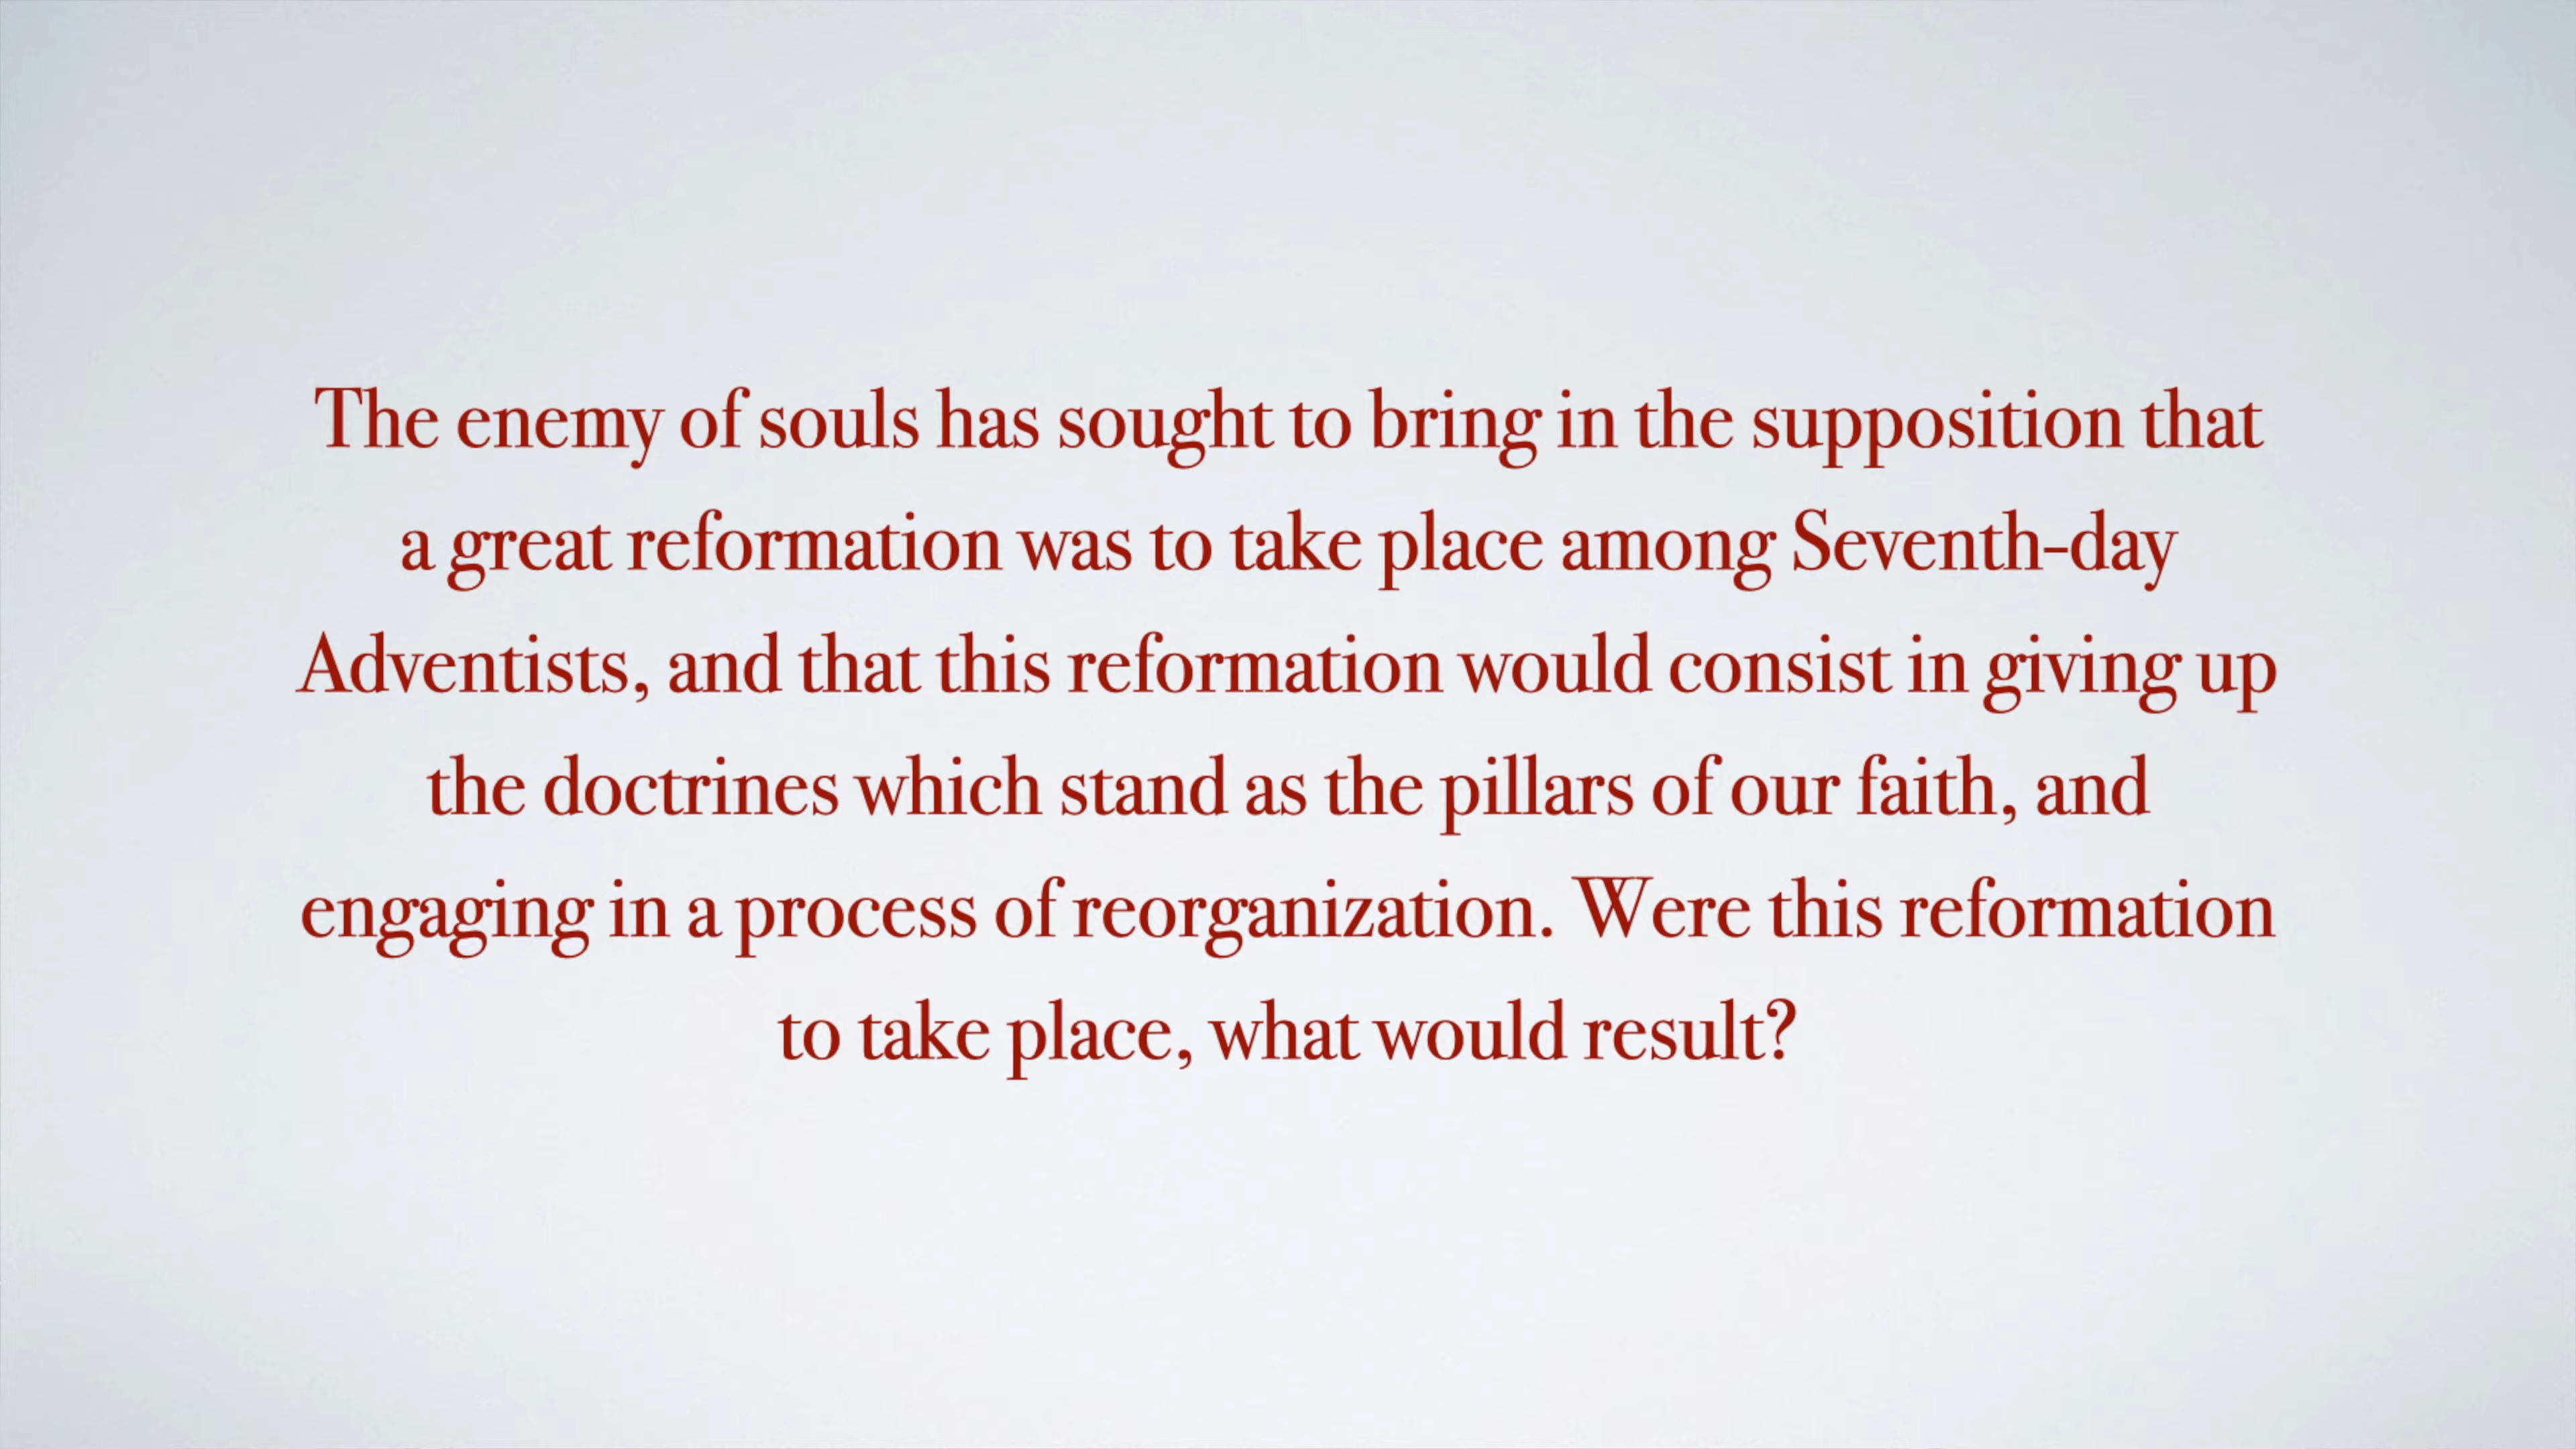 The enemy of souls has sought to bring in the supposition that
a great reformation was to take place among Seventh-day
Adventists, and that this reformation would consist in giving up
the doctrines which stand as the pillars of our faith, and
engaging in a process of reorganization. Were this reformation
to take place, what would result?